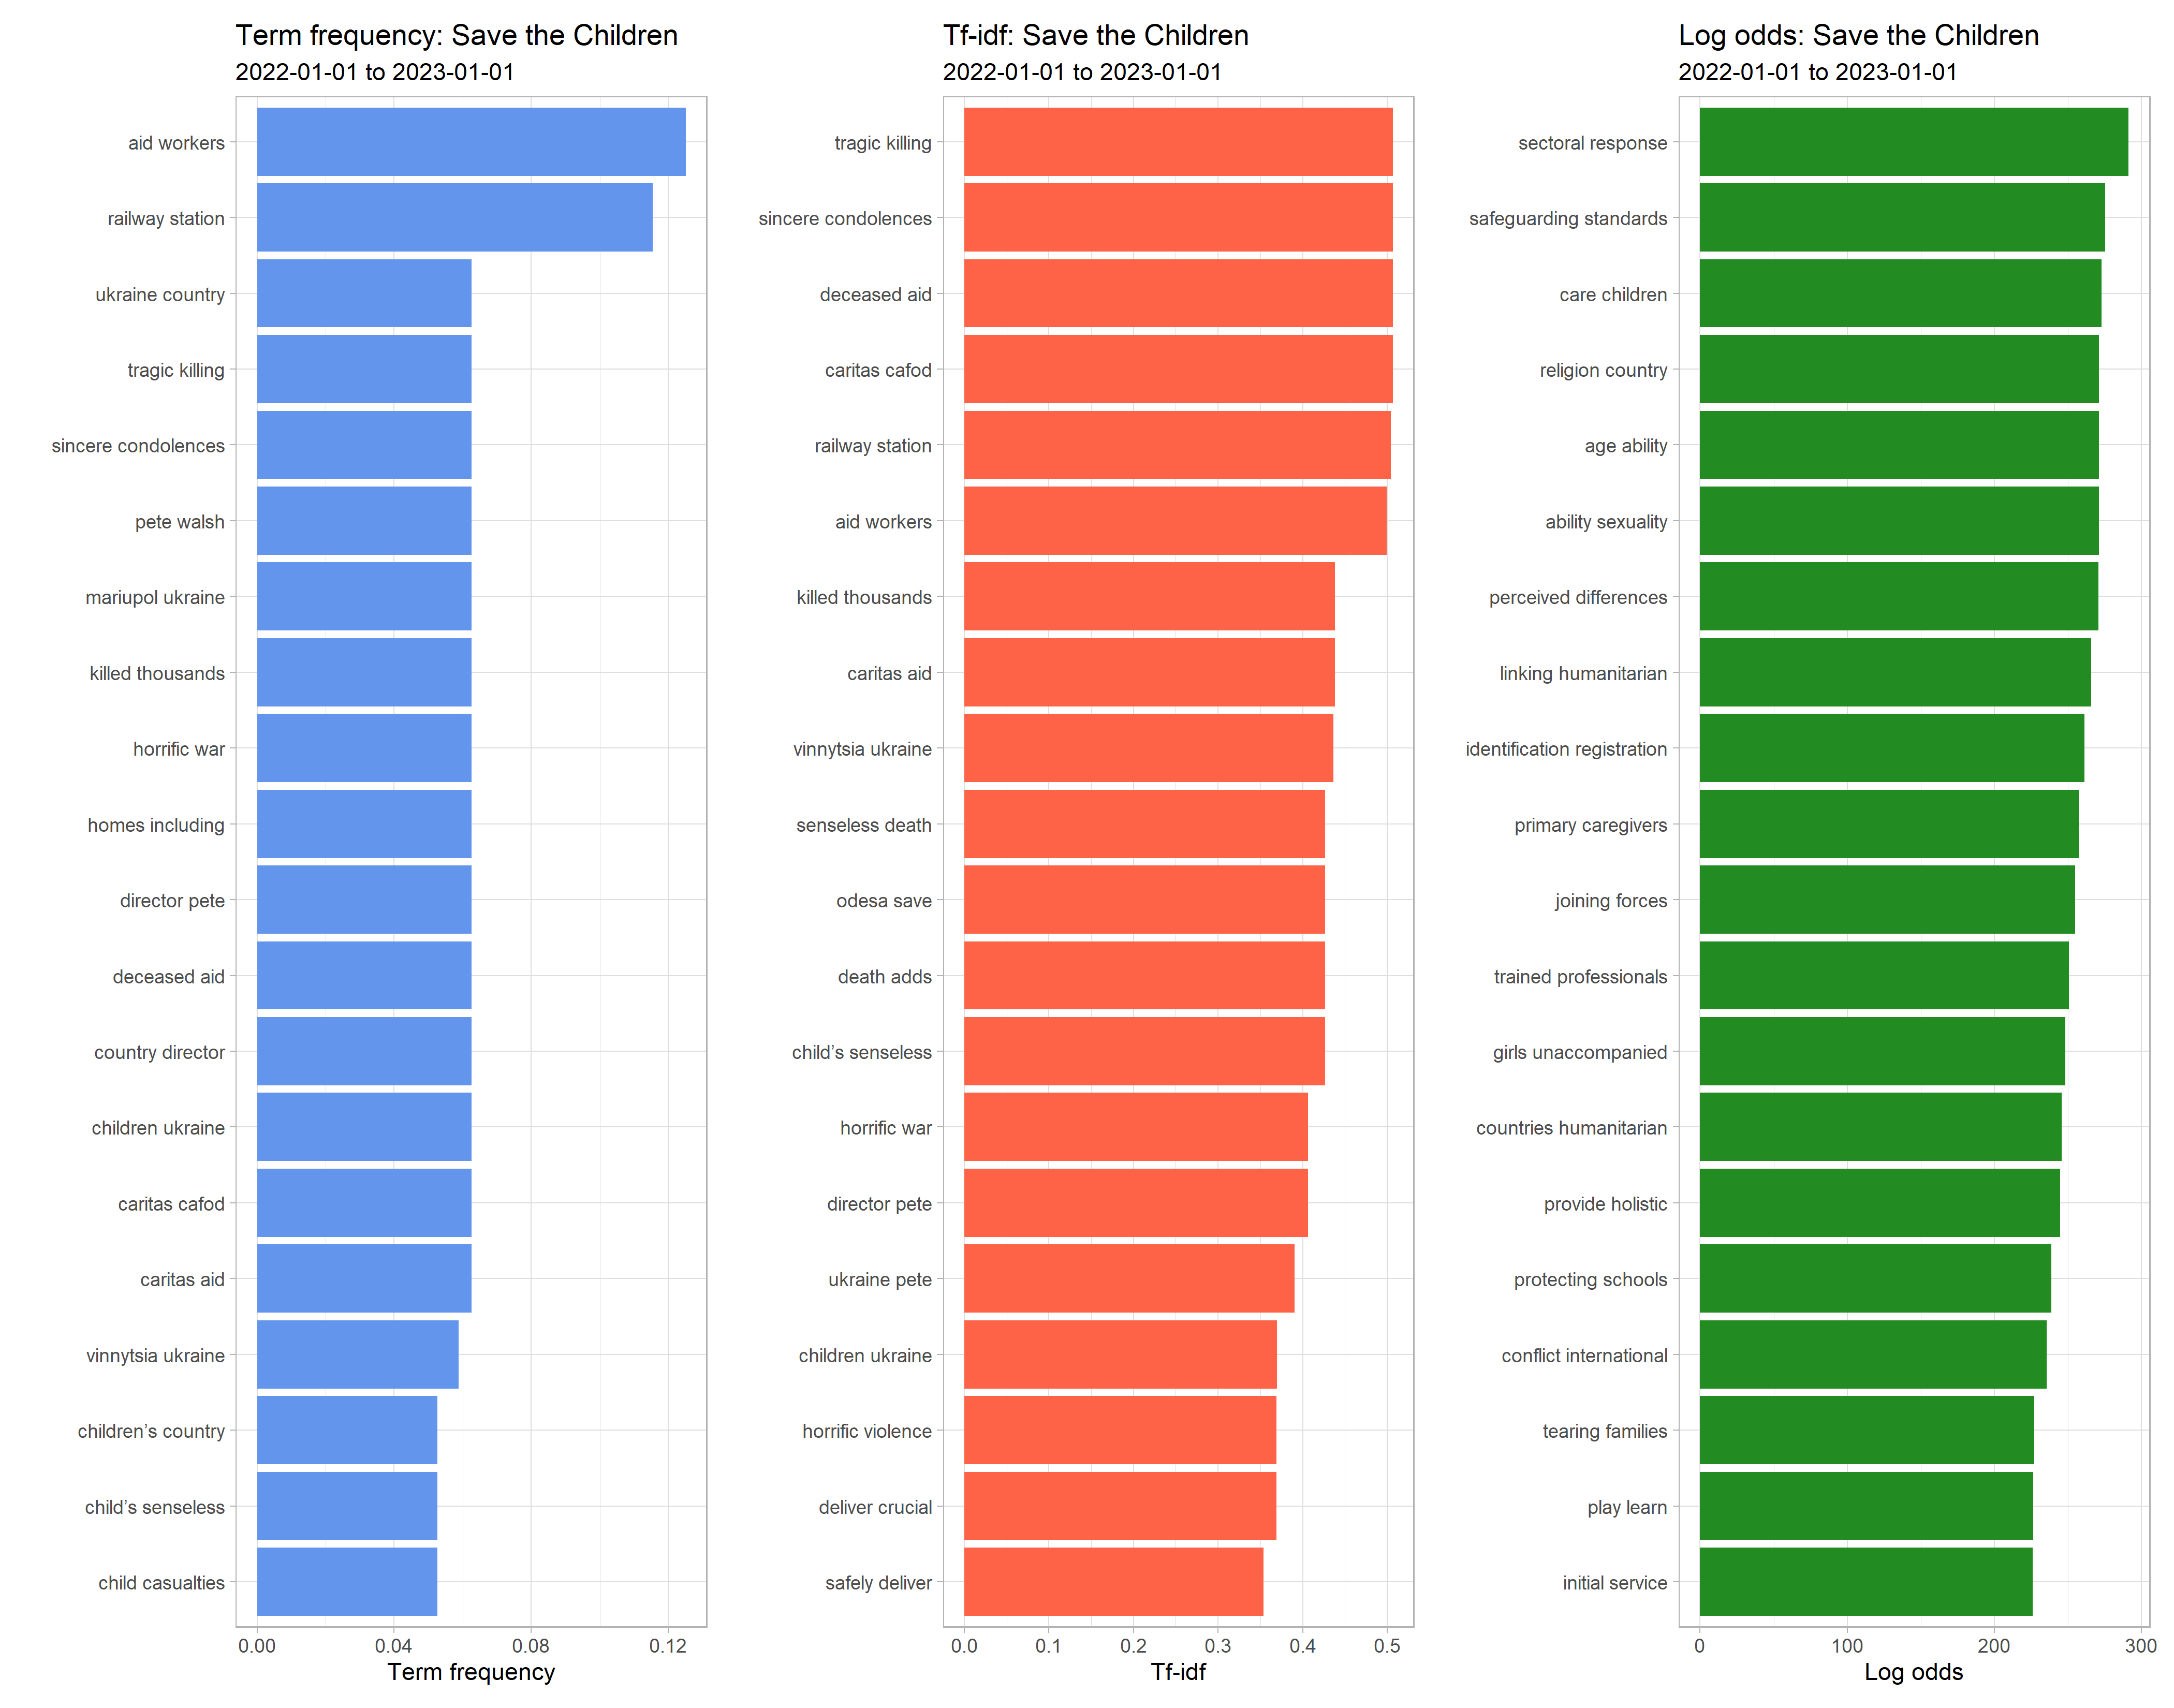 Term frequency: Save the Children
2022-01-01 to 2023-01-01
aid workers
railway station
ukraine country
tragic killing
sincere condolences
pete walsh
mariupol ukraine
killed thousands
horrific war
homes including
director pete
deceased aid
country director
children ukraine
caritas cafod
caritas aid
vinnytsia ukraine
children’s country
child’s senseless
child casualties
0.00 0.04 0.08 0.12
Term frequency
Tf-idf: Save the Children
2022-01-01 to 2023-01-01
tragic killing
sincere condolences
deceased aid
caritas cafod
railway station
aid workers
killed thousands
caritas aid
vinnytsia ukraine
senseless death
odesa save
death adds
child’s senseless
horrific war
director pete
ukraine pete
children ukraine
horrific violence
deliver crucial
safely deliver
0.0 0.1 0.2 0.3 0.4 0.5
Tf-idf
Log odds: Save the Children
2022-01-01 to 2023-01-01
sectoral response
safeguarding standards
care children
religion country
age ability
ability sexuality
perceived differences
linking humanitarian
identification registration
primary caregivers
joining forces
trained professionals
girls unaccompanied
countries humanitarian
provide holistic
protecting schools
conflict international
tearing families
play learn
initial service
0 100 200 300
Log odds